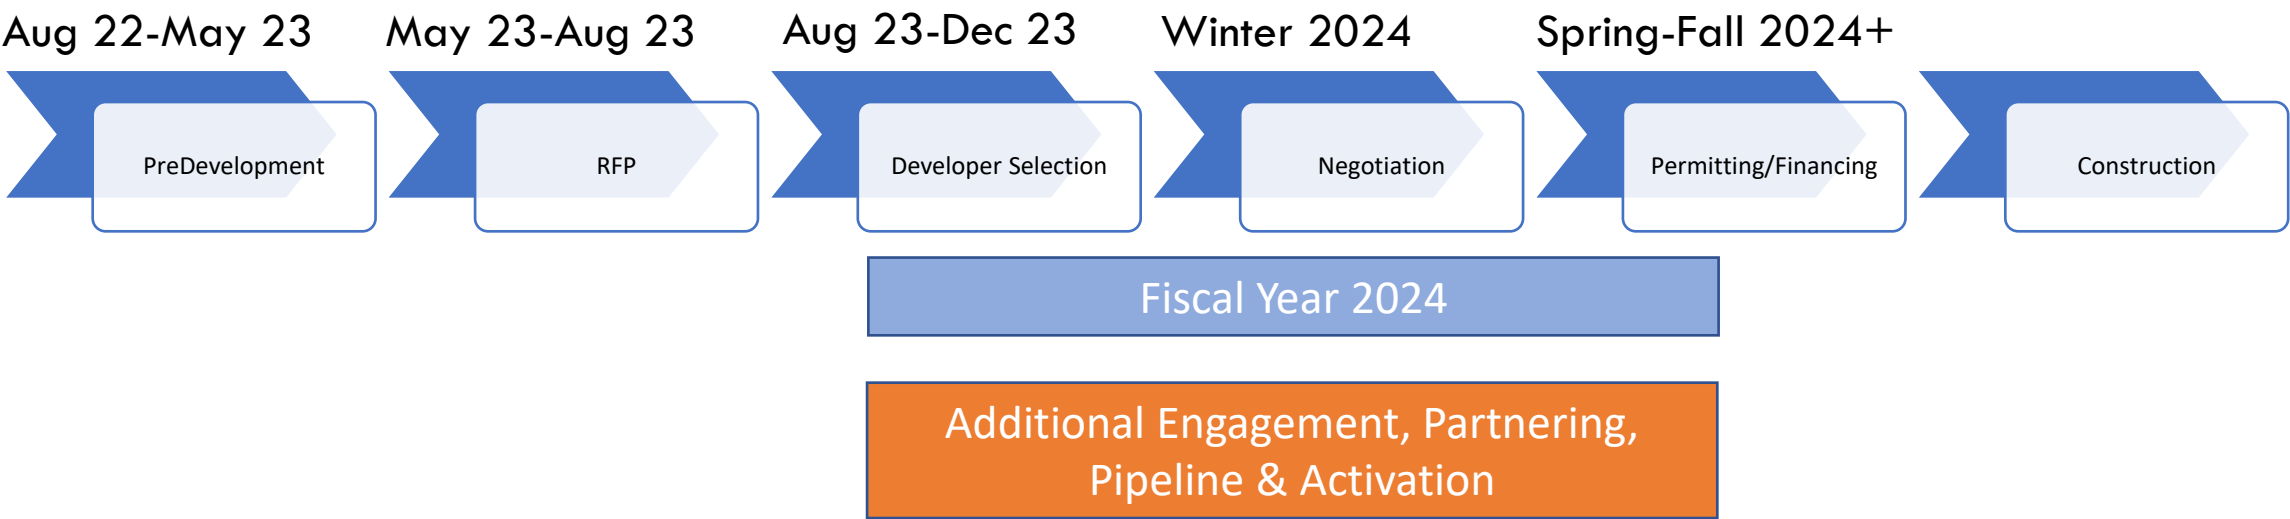 Aug 22-May 23
May 23-Aug 23
Aug 23-Dec 23
Winter 2024
Spring-Fall 2024+
PreDevelopment
RFP
Developer Selection
Negotiation
Permitting/Financing
Construction
Fiscal Year 2024
Additional Engagement, Partnering,
Pipeline & Activation